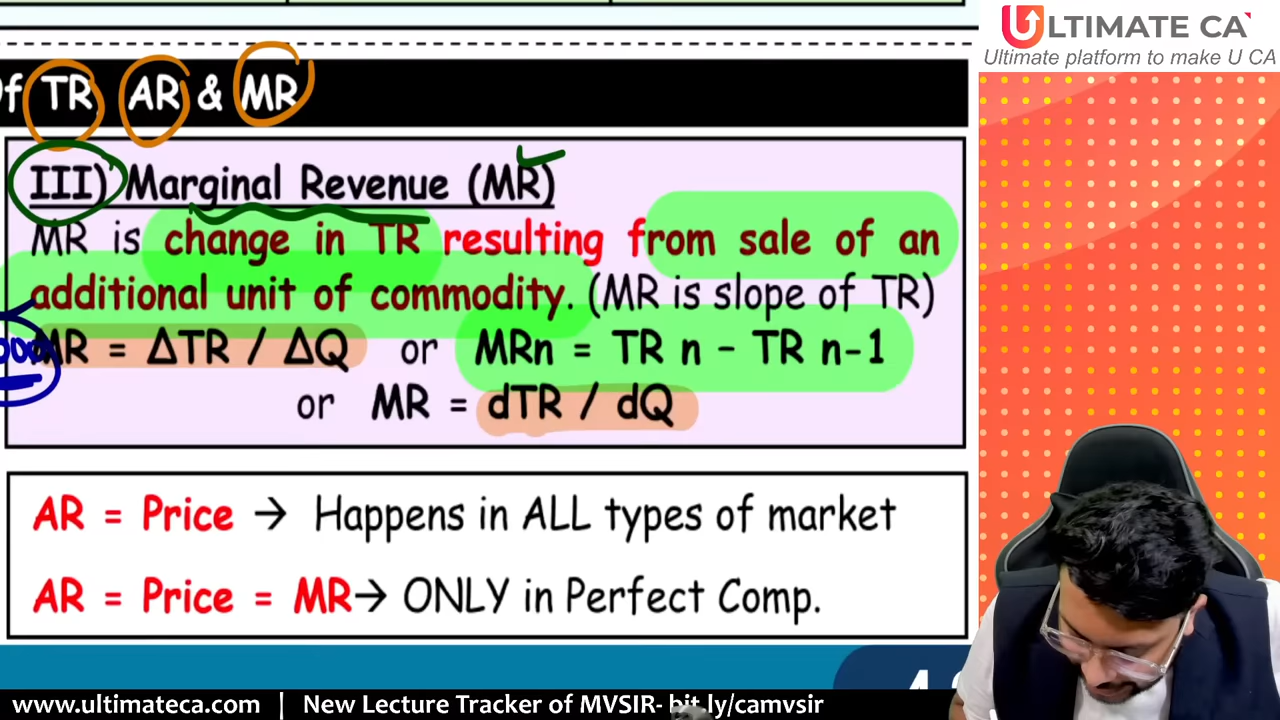 ULTIMATE CA
Ultimate platform to make U CA
Of TR, AR & MR
III) Marginal Revenue (MR)
MR is change in TR resulting from sale of an
additional unit of commodity. (MR is slope of TR)
MR = ΔTR / ΔQ or MRn = TR n - TR n-1
or MR = dTR / dQ
AR = Price → Happens in ALL types of market
AR = Price = MR→ ONLY in Perfect Comp.
www.ultimateca.com | New Lecture Tracker of MVSIR- bit.ly/camvsir